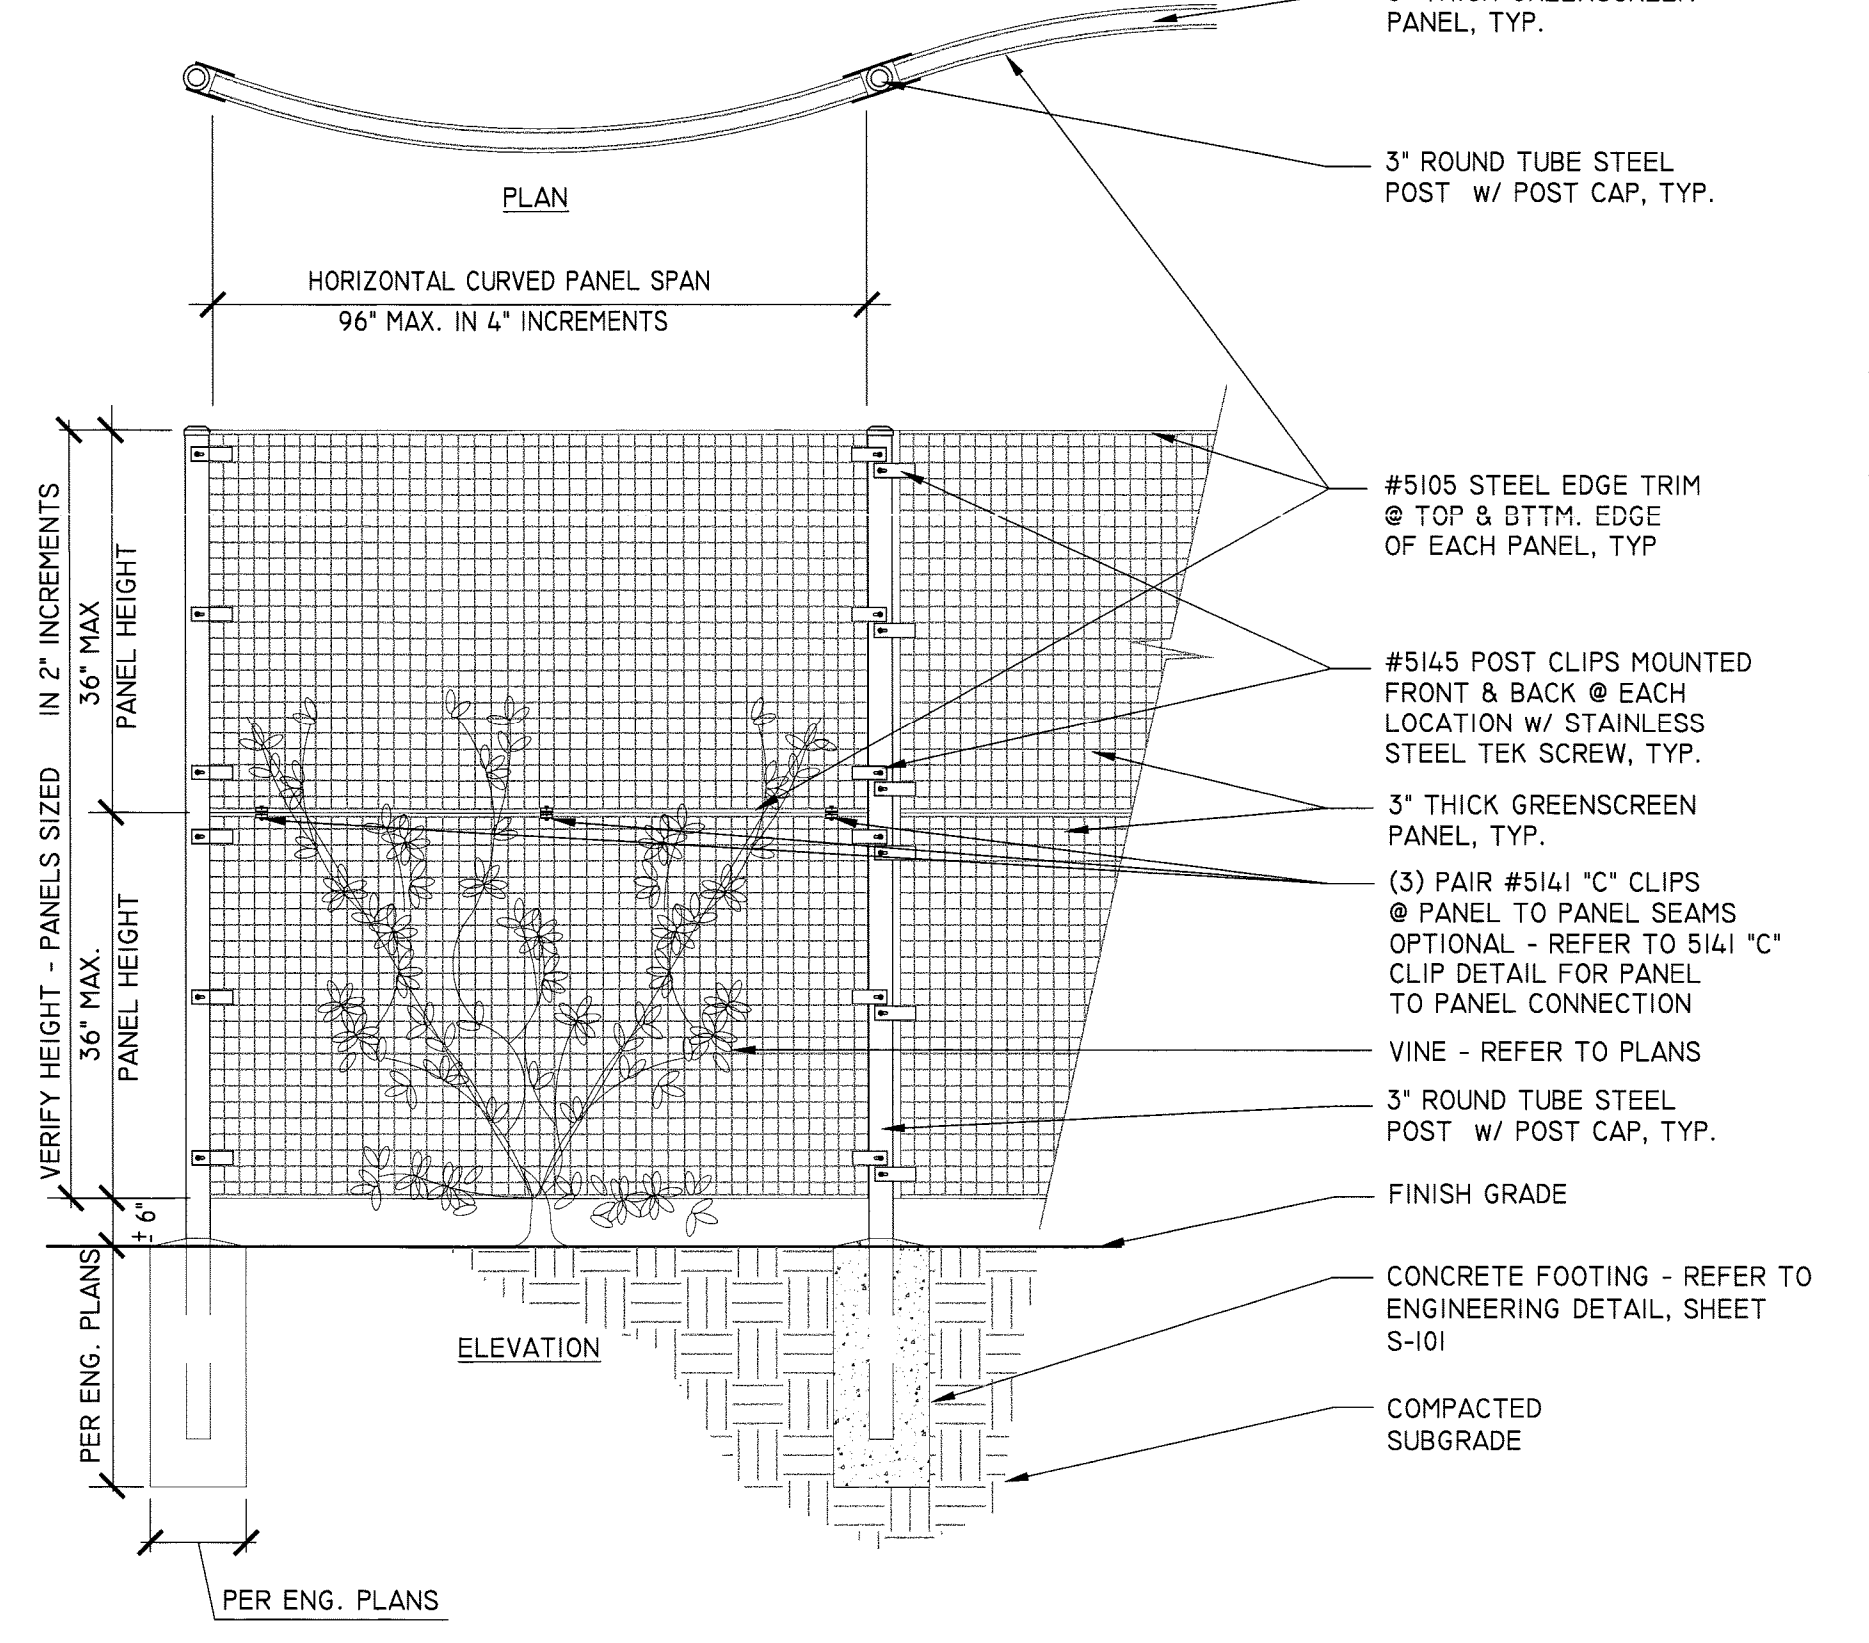 PANEL, TYP.
3" ROUND TUBE STEEL
POST W/ POST CAP, TYP.
PLAN
HORIZONTAL CURVED PANEL SPAN
96" MAX. IN 4" INCREMENTS
VERIFY HEIGHT - PANELS SIZED IN 2" INCREMENTS
36" MAX
PANEL HEIGHT
36" MAX.
PANEL HEIGHT
± 6"
PER ENG. PLANS
#5105 STEEL EDGE TRIM
@ TOP & BTTM. EDGE
OF EACH PANEL, TYP
#5145 POST CLIPS MOUNTED
FRONT & BACK @ EACH
LOCATION W/ STAINLESS
STEEL TEK SCREW, TYP.
3" THICK GREENSCREEN
PANEL, TYP.
(3) PAIR #5141 "C" CLIPS
@ PANEL TO PANEL SEAMS
OPTIONAL - REFER TO 5141 "C"
CLIP DETAIL FOR PANEL
TO PANEL CONNECTION
VINE - REFER TO PLANS
3" ROUND TUBE STEEL
POST W/ POST CAP, TYP.
FINISH GRADE
CONCRETE FOOTING - REFER TO
ENGINEERING DETAIL, SHEET
S-101
COMPACTED
SUBGRADE
ELEVATION
PER ENG. PLANS